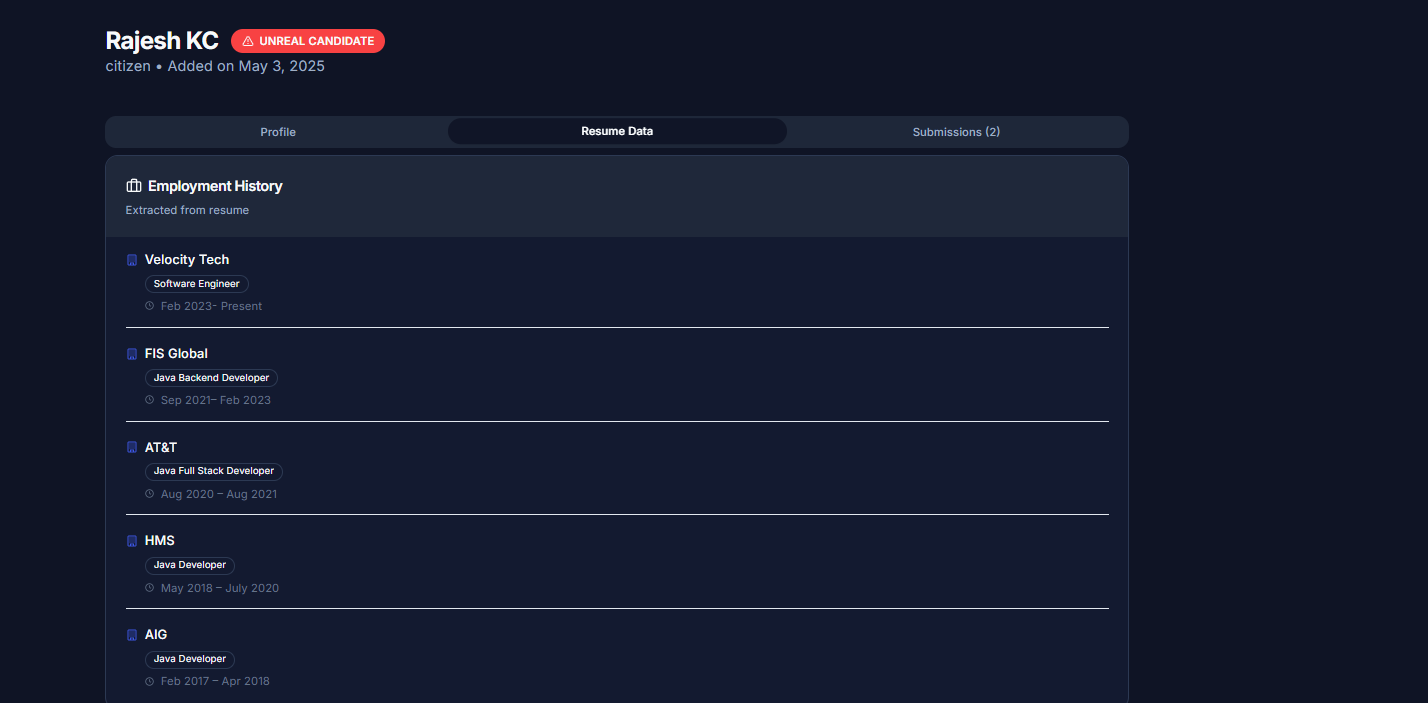 Rajesh KC UNREAL CANDIDATE
citizen • Added on May 3, 2025
Profile Resume Data Submissions (2)
Employment History
Extracted from resume
Velocity Tech
Software Engineer
Feb 2023- Present
FIS Global
Java Backend Developer
Sep 2021– Feb 2023
AT&T
Java Full Stack Developer
Aug 2020 – Aug 2021
HMS
Java Developer
May 2018 – July 2020
AIG
Java Developer
Feb 2017 – Apr 2018